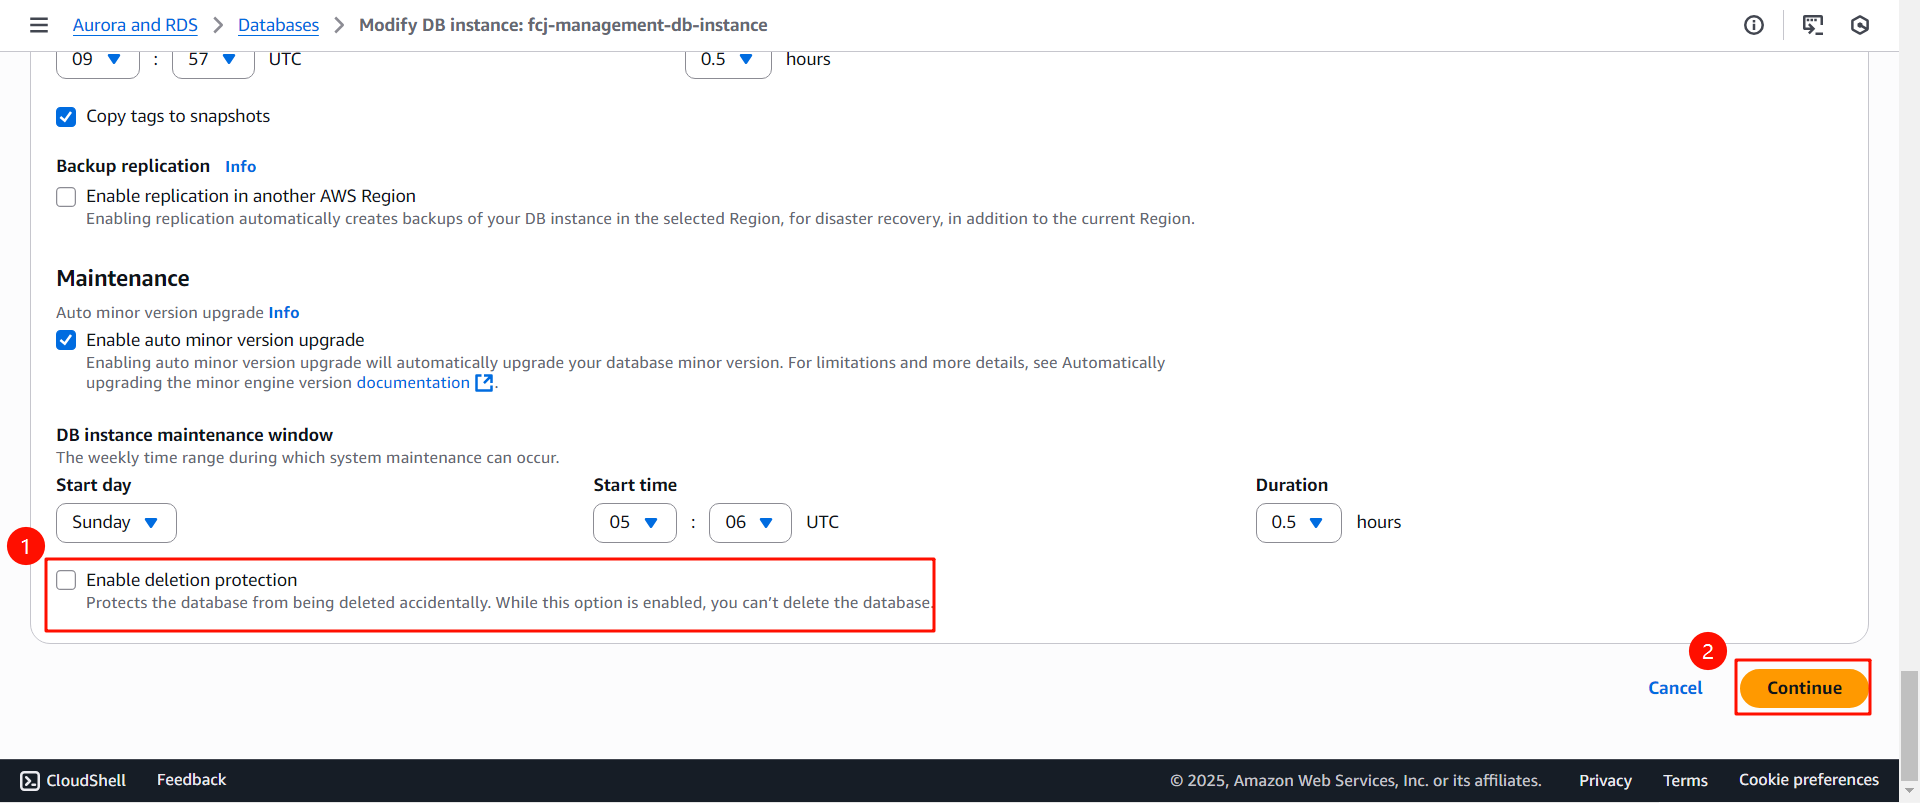 Aurora and RDS > Databases > Modify DB instance: fcj-management-db-instance
09 : 57 UTC 0.5 hours
Copy tags to snapshots
Backup replication Info
Enable replication in another AWS Region
Enabling replication automatically creates backups of your DB instance in the selected Region, for disaster recovery, in addition to the current Region.
Maintenance
Auto minor version upgrade Info
Enable auto minor version upgrade
Enabling auto minor version upgrade will automatically upgrade your database minor version. For limitations and more details, see Automatically
upgrading the minor engine version documentation .
DB instance maintenance window
The weekly time range during which system maintenance can occur.
Start day Start time Duration
Sunday 05 : 06 UTC 0.5 hours
1
Enable deletion protection
Protects the database from being deleted accidentally. While this option is enabled, you can’t delete the database.
2
Cancel Continue
CloudShell Feedback © 2025, Amazon Web Services, Inc. or its affiliates. Privacy Terms Cookie preferences